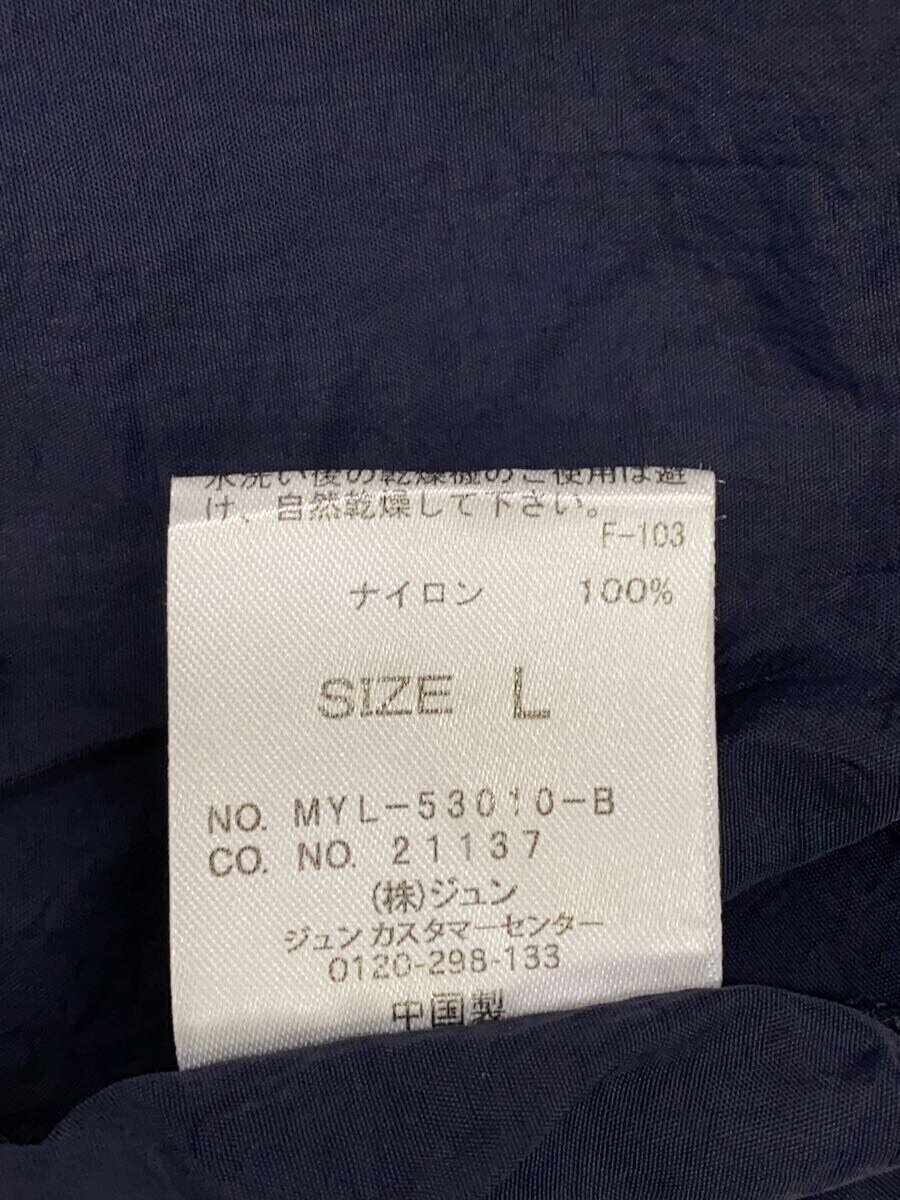 水洗い後の乾燥機のご使用は避
け、自然乾燥して下さい。
F-103
ナイロン 100%
SIZE L
NO. MYL-53010-B
CO. NO. 21137
(株)ジュン
ジュンカスタマーセンター
0120-298-133
中国製